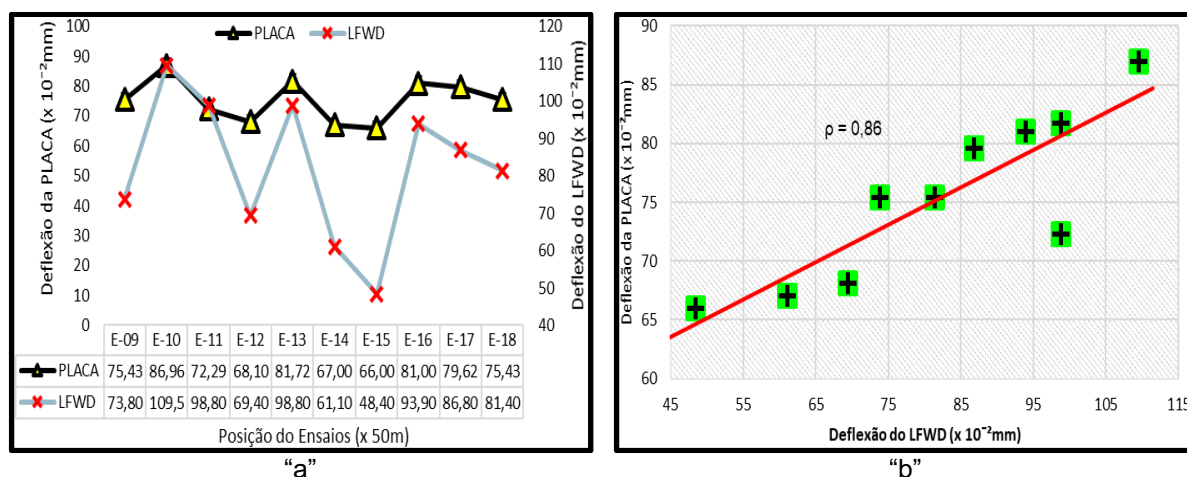 100
90
80
70
60
50
40
30
20
10
0
Deflexão da PLACA (x 10⁻²mm)
PLACA LFWD
120
110
100
90
80
70
60
50
40
Deflexão do LFWD (x 10⁻²mm)
E-09 E-10 E-11 E-12 E-13 E-14 E-15 E-16 E-17 E-18
PLACA 75,43 86,96 72,29 68,10 81,72 67,00 66,00 81,00 79,62 75,43
LFWD 73,80 109,5 98,80 69,40 98,80 61,10 48,40 93,90 86,80 81,40
Posição do Ensaios (x 50m)
"a"
90
85
80
75
70
65
60
Deflexão da PLACA (x 10⁻²mm)
ρ = 0,86
45 55 65 75 85 95 105 115
Deflexão do LFWD (x 10⁻²mm)
"b"